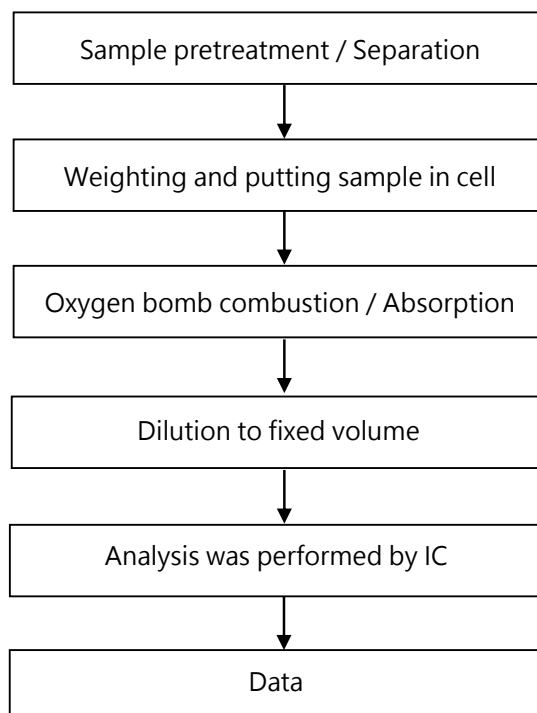 Sample pretreatment / Separation
Weighting and putting sample in cell
Oxygen bomb combustion / Absorption
Dilution to fixed volume
Analysis was performed by IC
Data